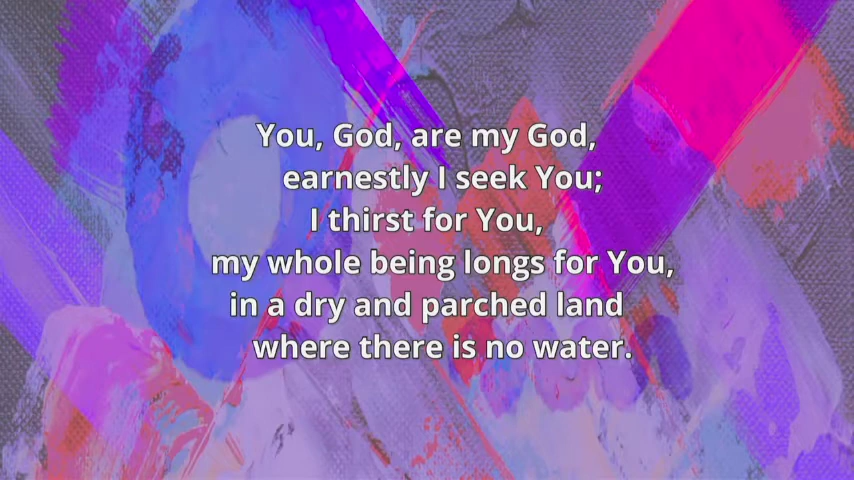 You, God, are my God,
earnestly I seek You;
I thirst for You,
my whole being longs for You,
in a dry and parched land
where there is no water.